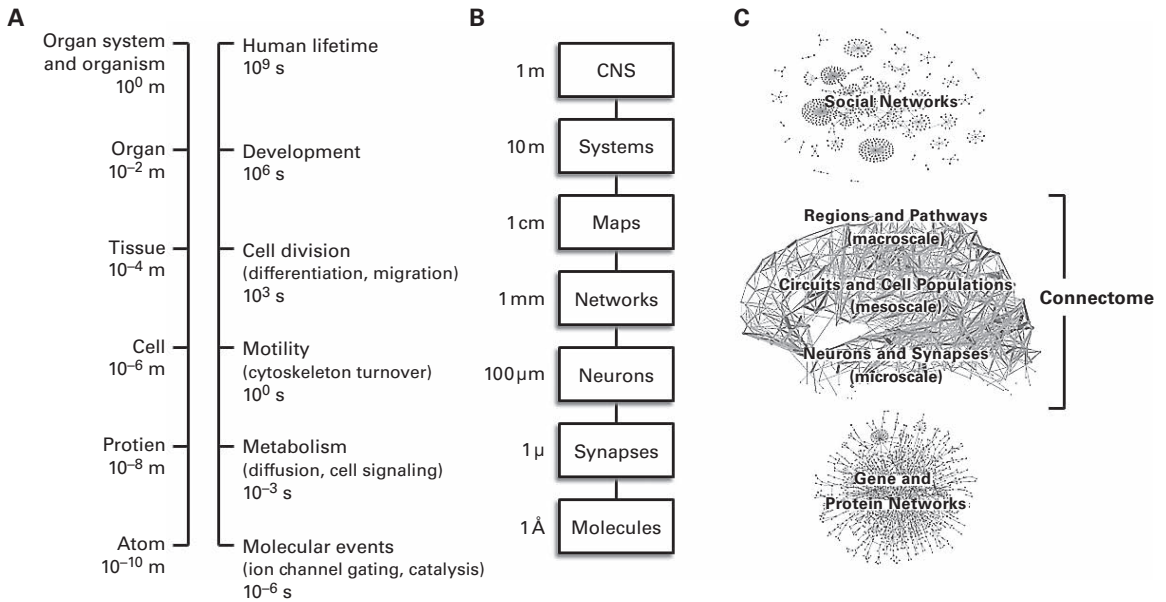 A
Organ system
and organism
10⁰ m
Organ
10⁻² m
Tissue
10⁻⁴ m
Cell
10⁻⁶ m
Protien
10⁻⁸ m
Atom
10⁻¹⁰ m
Human lifetime
10⁹ s
Development
10⁶ s
Cell division
(differentiation, migration)
10³ s
Motility
(cytoskeleton turnover)
10⁰ s
Metabolism
(diffusion, cell signaling)
10⁻³ s
Molecular events
(ion channel gating, catalysis)
10⁻⁶ s
B
1 m
CNS
10 m
Systems
1 cm
Maps
1 mm
Networks
100 µm
Neurons
1 µ
Synapses
1 Å
Molecules
C
Social Networks
Regions and Pathways
(macroscale)
Circuits and Cell Populations
(mesoscale)
Neurons and Synapses
(microscale)
Connectome
Gene and
Protein Networks